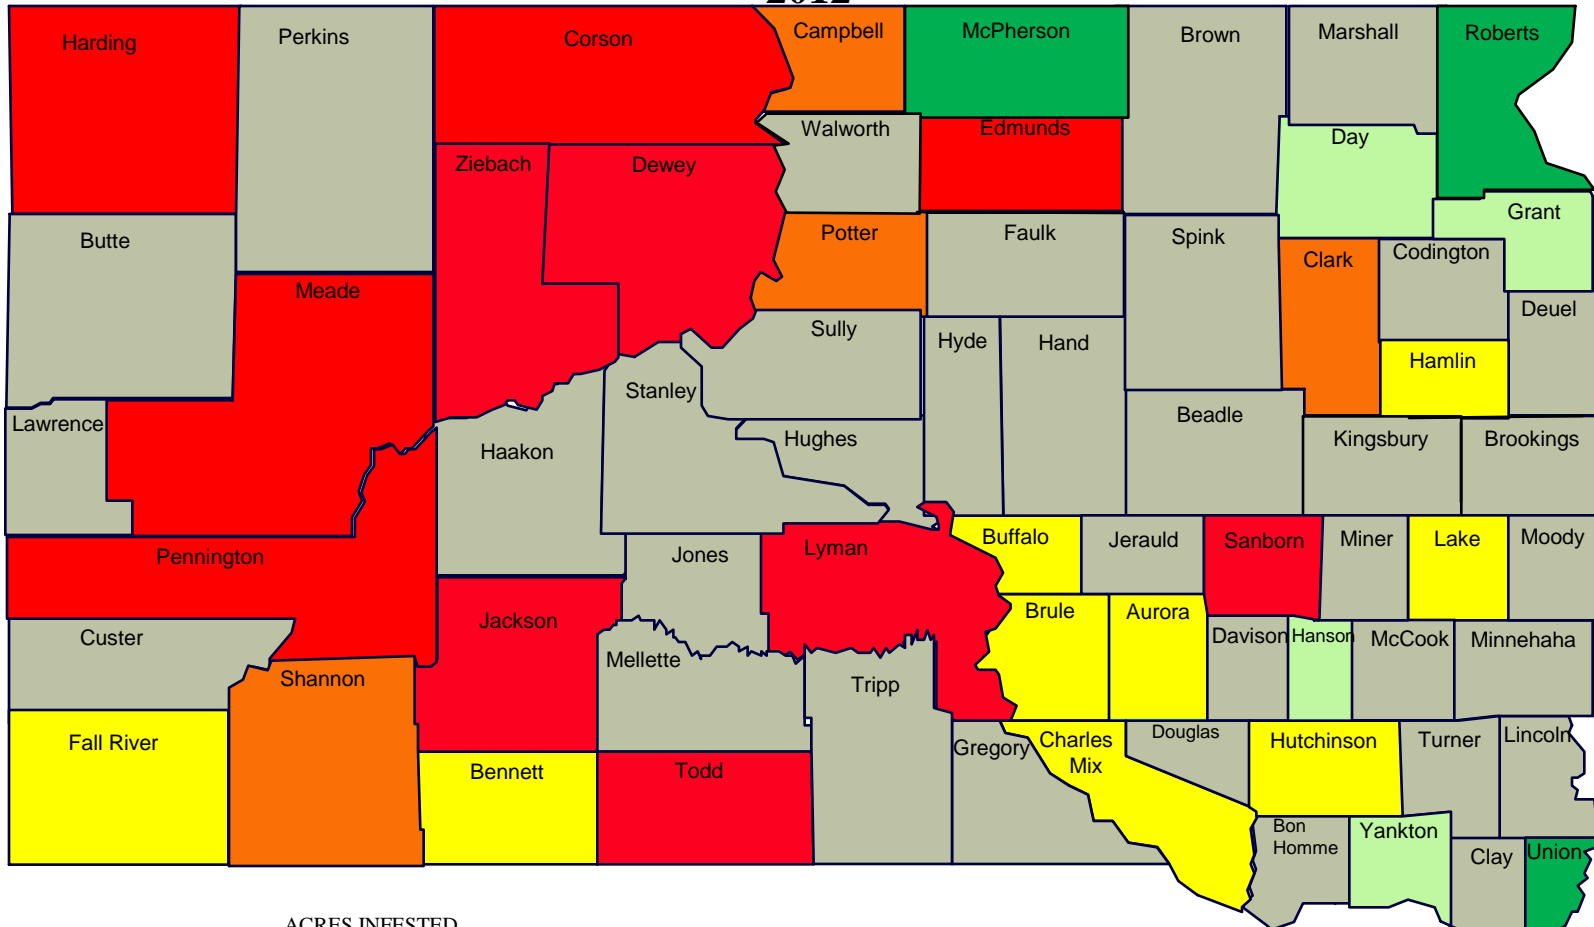 2012
Harding
Perkins
Corson
Campbell
McPherson
Brown
Marshall
Roberts
Walworth
Edmunds
Day
Ziebach
Dewey
Grant
Butte
Potter
Faulk
Spink
Clark
Codington
Meade
Deuel
Sully
Hyde
Hand
Hamlin
Lawrence
Stanley
Beadle
Haakon
Hughes
Kingsbury
Brookings
Pennington
Jones
Lyman
Buffalo
Jerauld
Sanborn
Miner
Lake
Moody
Custer
Jackson
Brule
Aurora
Davison
Hanson
McCook
Minnehaha
Shannon
Mellette
Tripp
Fall River
Bennett
Todd
Gregory
Charles
Mix
Douglas
Hutchinson
Turner
Lincoln
Bon
Homme
Yankton
Clay
Union
ACRES INFESTED